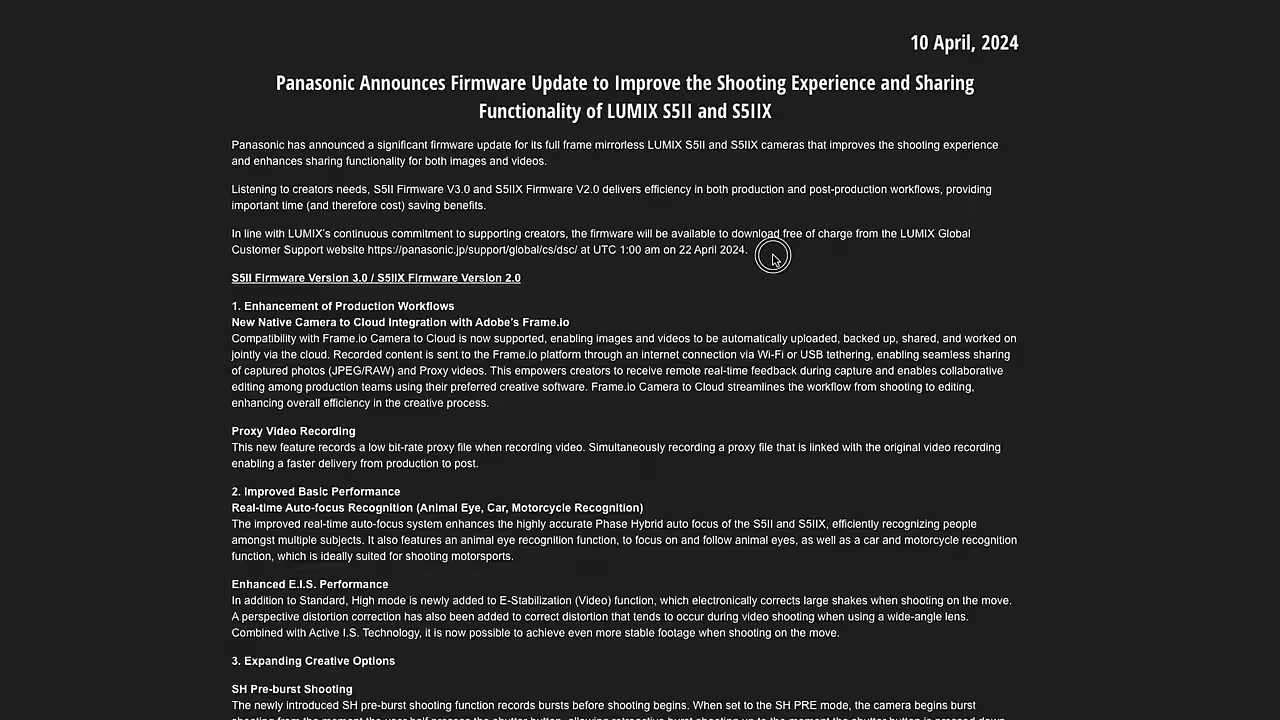 10 April, 2024
Panasonic Announces Firmware Update to Improve the Shooting Experience and Sharing
Functionality of LUMIX S5II and S5IIX
Panasonic has announced a significant firmware update for its full frame mirrorless LUMIX S5II and S5IIX cameras that improves the shooting experience
and enhances sharing functionality for both images and videos.
Listening to creators needs, S5II Firmware V3.0 and S5IIX Firmware V2.0 delivers efficiency in both production and post-production workflows, providing
important time (and therefore cost) saving benefits.
In line with LUMIX's continuous commitment to supporting creators, the firmware will be available to download free of charge from the LUMIX Global
Customer Support website https://panasonic.jp/support/global/cs/dsc/ at UTC 1:00 am on 22 April 2024.
S5II Firmware Version 3.0 / S5IIX Firmware Version 2.0
1. Enhancement of Production Workflows
New Native Camera to Cloud Integration with Adobe's Frame.io
Compatibility with Frame.io Camera to Cloud is now supported, enabling images and videos to be automatically uploaded, backed up, shared, and worked on
jointly via the cloud. Recorded content is sent to the Frame.io platform through an internet connection via Wi-Fi or USB tethering, enabling seamless sharing
of captured photos (JPEG/RAW) and Proxy videos. This empowers creators to receive remote real-time feedback during capture and enables collaborative
editing among production teams using their preferred creative software. Frame.io Camera to Cloud streamlines the workflow from shooting to editing,
enhancing overall efficiency in the creative process.
Proxy Video Recording
This new feature records a low bit-rate proxy file when recording video. Simultaneously recording a proxy file that is linked with the original video recording
enabling a faster delivery from production to post.
2. Improved Basic Performance
Real-time Auto-focus Recognition (Animal Eye, Car, Motorcycle Recognition)
The improved real-time auto-focus system enhances the highly accurate Phase Hybrid auto focus of the S5II and S5IIX, efficiently recognizing people
amongst multiple subjects. It also features an animal eye recognition function, to focus on and follow animal eyes, as well as a car and motorcycle recognition
function, which is ideally suited for shooting motorsports.
Enhanced E.I.S. Performance
In addition to Standard, High mode is newly added to E-Stabilization (Video) function, which electronically corrects large shakes when shooting on the move.
A perspective distortion correction has also been added to correct distortion that tends to occur during video shooting when using a wide-angle lens.
Combined with Active I.S. Technology, it is now possible to achieve even more stable footage when shooting on the move.
3. Expanding Creative Options
SH Pre-burst Shooting
The newly introduced SH pre-burst shooting function records bursts before shooting begins. When set to the SH PRE mode, the camera begins burst